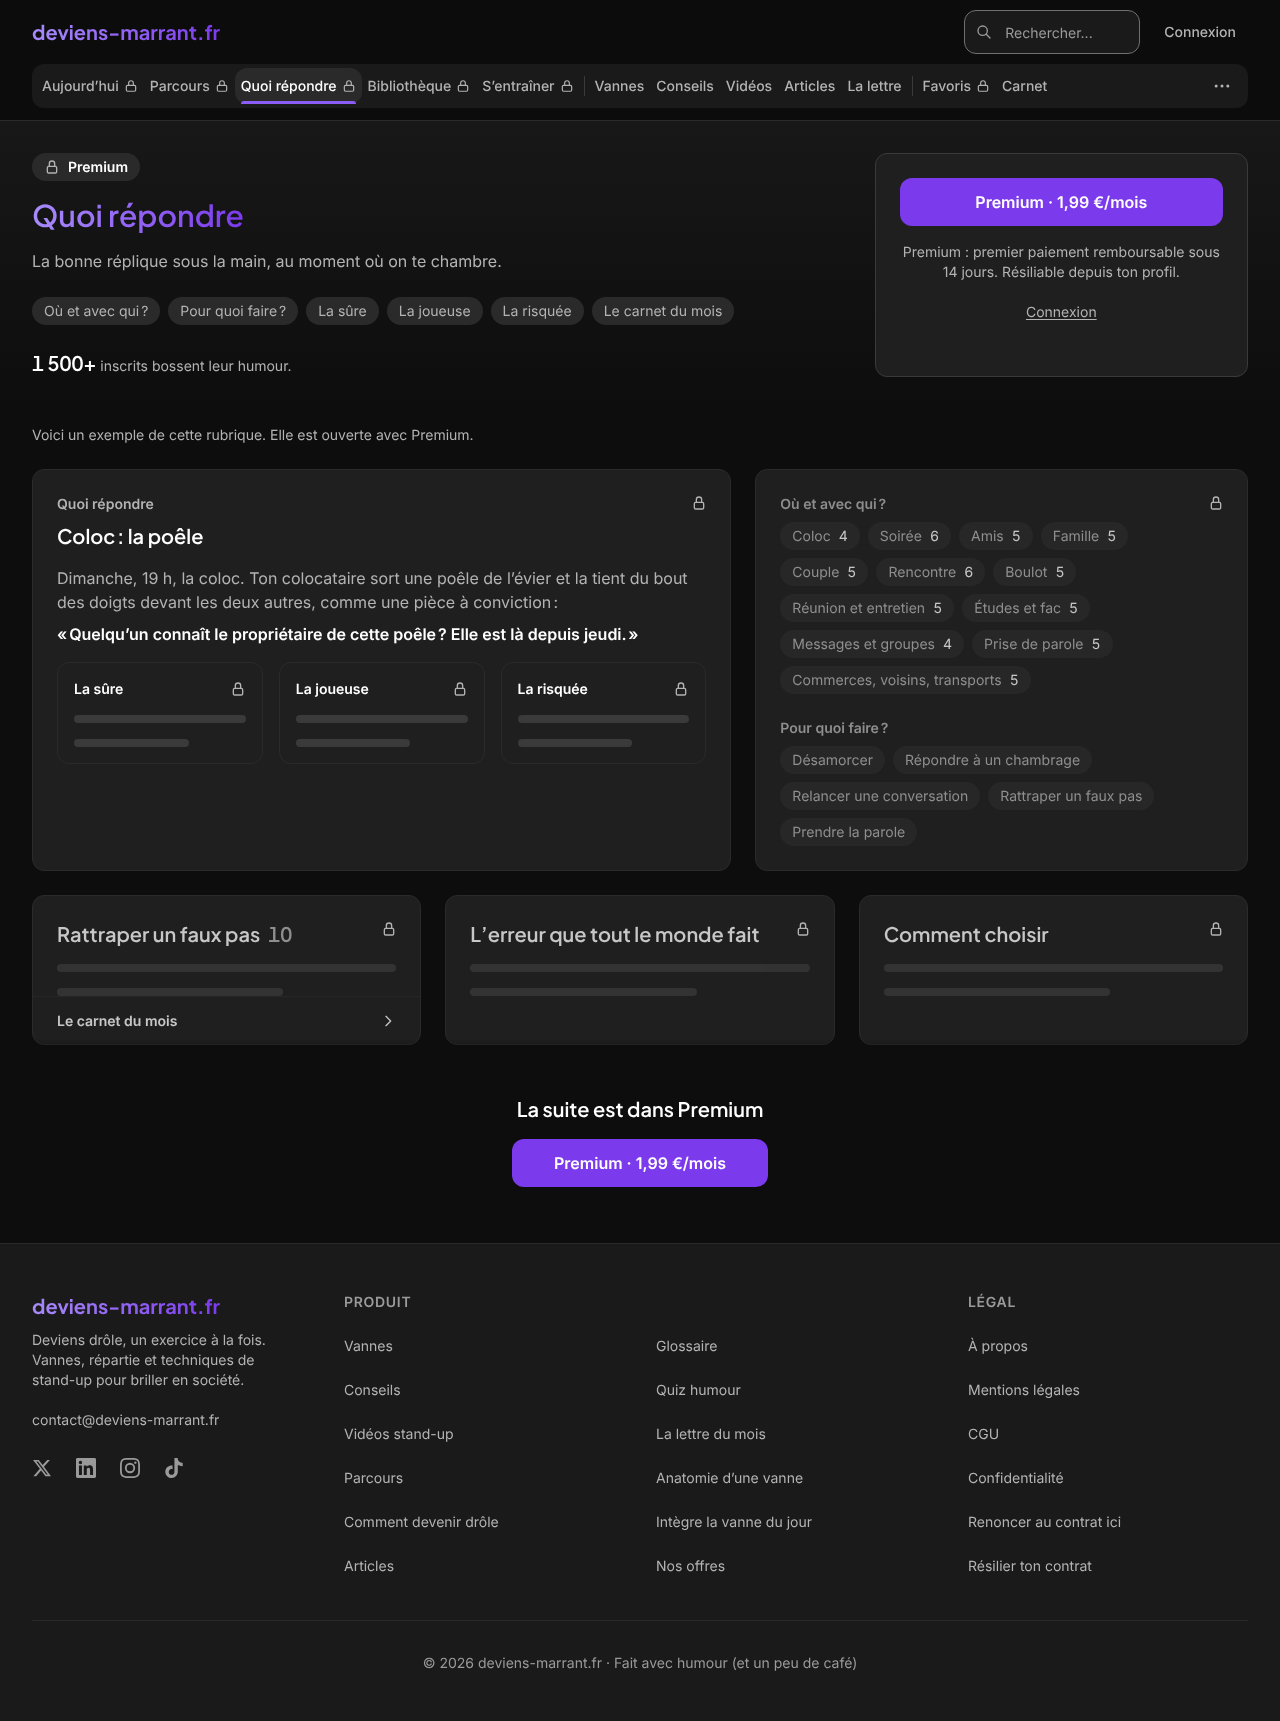 deviens-marrant.fr
Rechercher...
Connexion
Aujourd’hui Parcours Quoi répondre Bibliothèque S’entraîner Vannes Conseils Vidéos Articles La lettre Favoris Carnet
Premium
Quoi répondre
La bonne réplique sous la main, au moment où on te chambre.
Où et avec qui ? Pour quoi faire ? La sûre La joueuse La risquée Le carnet du mois
1 500+ inscrits bossent leur humour.
Premium · 1,99 €/mois
Premium : premier paiement remboursable sous
14 jours. Résiliable depuis ton profil.
Connexion
Voici un exemple de cette rubrique. Elle est ouverte avec Premium.
Quoi répondre
Coloc : la poêle
Dimanche, 19 h, la coloc. Ton colocataire sort une poêle de l’évier et la tient du bout
des doigts devant les deux autres, comme une pièce à conviction :
« Quelqu’un connaît le propriétaire de cette poêle ? Elle est là depuis jeudi. »
La sûre
La joueuse
La risquée
Où et avec qui ?
Coloc 4 Soirée 6 Amis 5 Famille 5
Couple 5 Rencontre 6 Boulot 5
Réunion et entretien 5 Études et fac 5
Messages et groupes 4 Prise de parole 5
Commerces, voisins, transports 5
Pour quoi faire ?
Désamorcer Répondre à un chambrage
Relancer une conversation Rattraper un faux pas
Prendre la parole
Rattraper un faux pas 10
Le carnet du mois
L’erreur que tout le monde fait
Comment choisir
La suite est dans Premium
Premium · 1,99 €/mois
deviens-marrant.fr
Deviens drôle, un exercice à la fois.
Vannes, répartie et techniques de
stand-up pour briller en société.
contact@deviens-marrant.fr
PRODUIT
Vannes
Conseils
Vidéos stand-up
Parcours
Comment devenir drôle
Articles
Glossaire
Quiz humour
La lettre du mois
Anatomie d’une vanne
Intègre la vanne du jour
Nos offres
LÉGAL
À propos
Mentions légales
CGU
Confidentialité
Renoncer au contrat ici
Résilier ton contrat
© 2026 deviens-marrant.fr · Fait avec humour (et un peu de café)